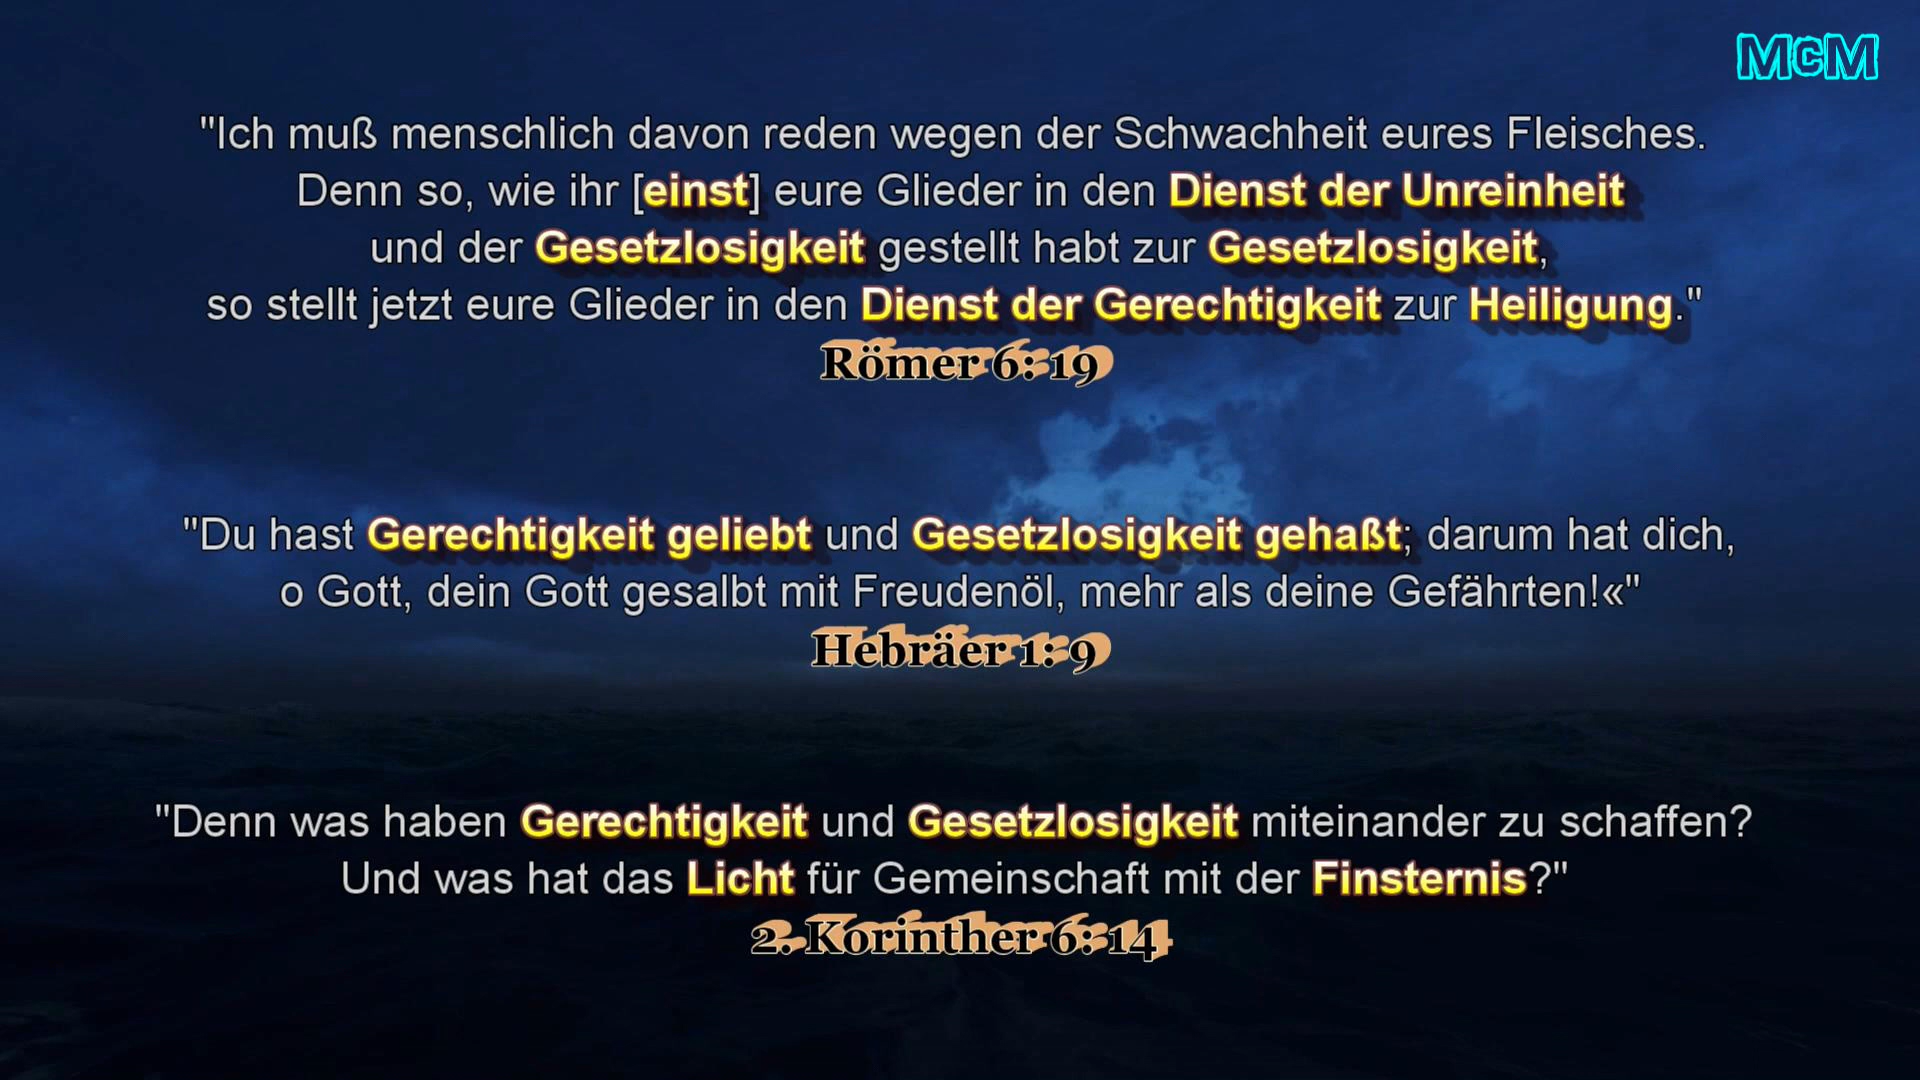 McM
"Ich muß menschlich davon reden wegen der Schwachheit eures Fleisches.
Denn so, wie ihr [einst] eure Glieder in den Dienst der Unreinheit
und der Gesetzlosigkeit gestellt habt zur Gesetzlosigkeit,
so stellt jetzt eure Glieder in den Dienst der Gerechtigkeit zur Heiligung."
Römer 6: 19
"Du hast Gerechtigkeit geliebt und Gesetzlosigkeit gehaßt; darum hat dich,
o Gott, dein Gott gesalbt mit Freudenöl, mehr als deine Gefährten!«"
Hebräer 1: 9
"Denn was haben Gerechtigkeit und Gesetzlosigkeit miteinander zu schaffen?
Und was hat das Licht für Gemeinschaft mit der Finsternis?"
2. Korinther 6: 14